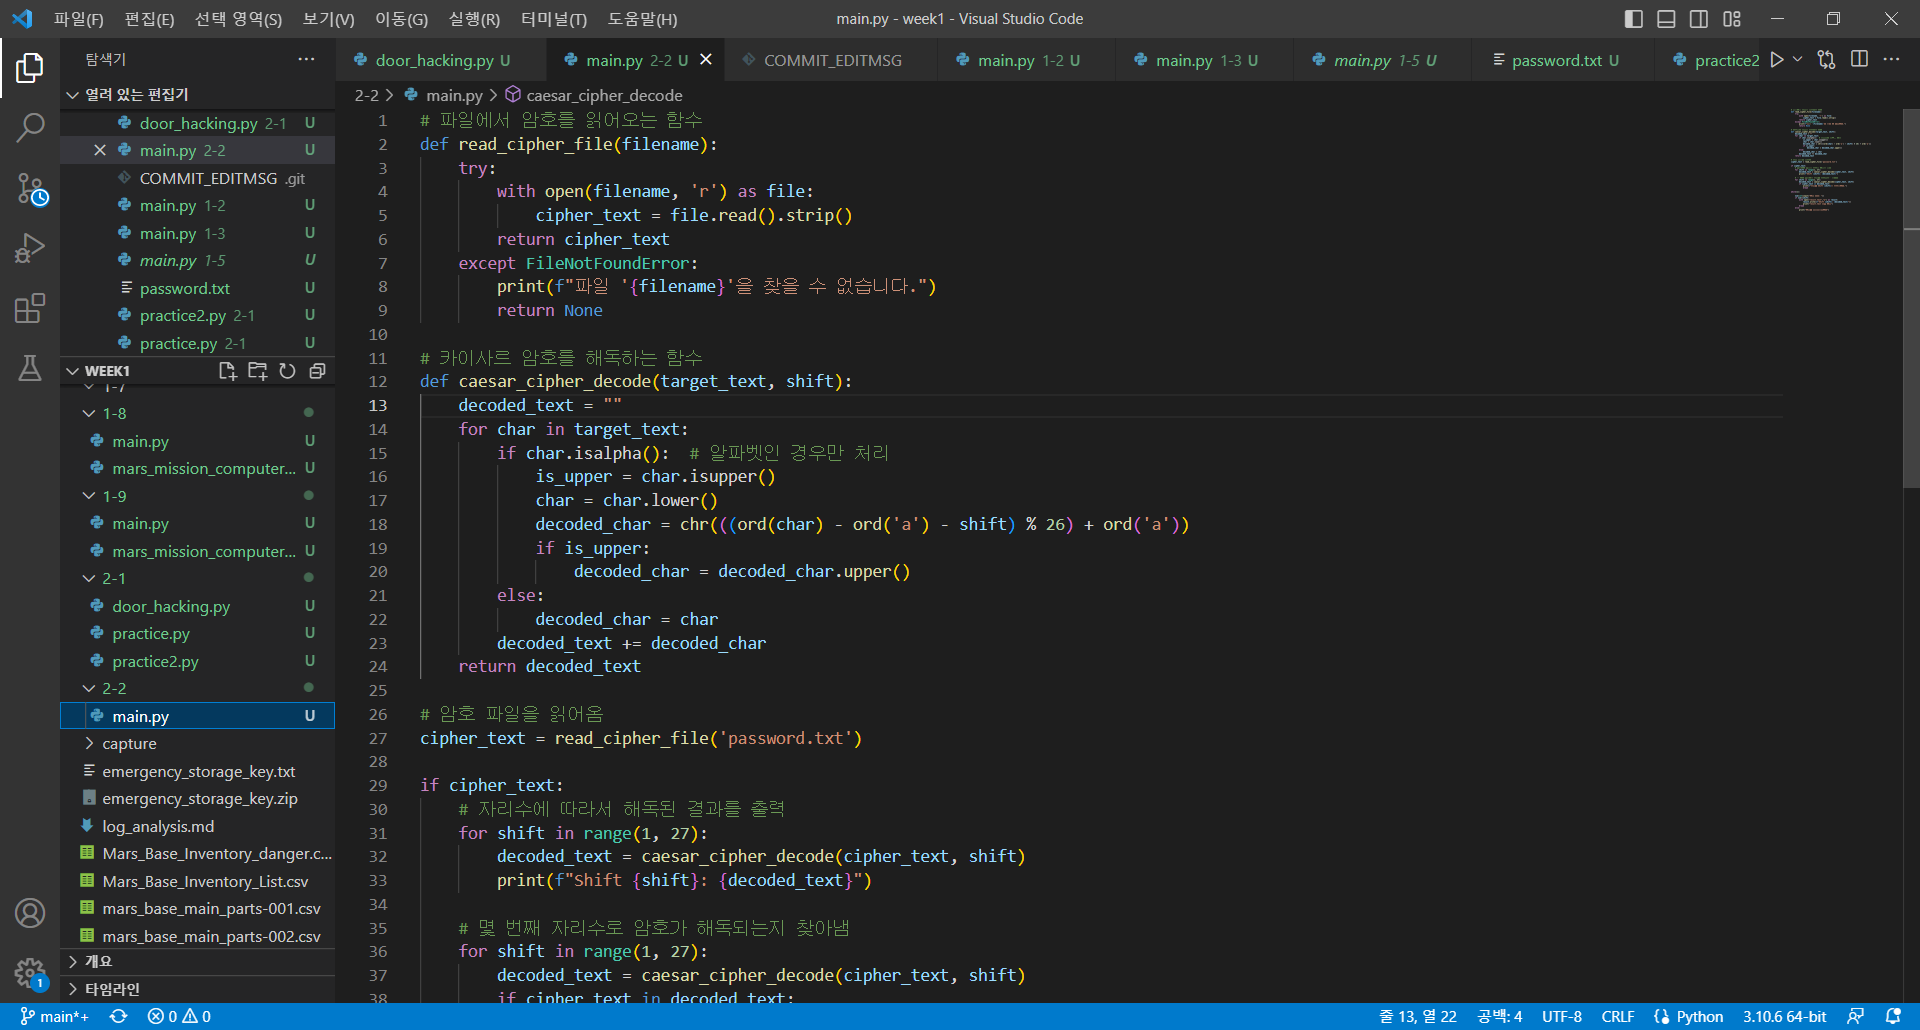 파일(F) 편집(E) 선택 영역(S) 보기(V) 이동(G) 실행(R) 터미널(T) 도움말(H)
main.py - week1 - Visual Studio Code
탐색기
door_hacking.py U
main.py 2-2 U
COMMIT_EDITMSG
main.py 1-2 U
main.py 1-3 U
main.py 1-5 U
password.txt U
practice2
열려 있는 편집기
door_hacking.py 2-1 U
main.py 2-2 U
COMMIT_EDITMSG .git
main.py 1-2 U
main.py 1-3 U
main.py 1-5 U
password.txt U
practice2.py 2-1 U
practice.py 2-1 U
WEEK1
1-7
1-8
main.py U
mars_mission_computer... U
1-9
main.py U
mars_mission_computer... U
2-1
door_hacking.py U
practice.py U
practice2.py U
2-2
main.py U
capture
emergency_storage_key.txt
emergency_storage_key.zip
log_analysis.md
Mars_Base_Inventory_danger.c...
Mars_Base_Inventory_List.csv
mars_base_main_parts-001.csv
mars_base_main_parts-002.csv
개요
타임라인
2-2 > main.py > caesar_cipher_decode
1 # 파일에서 암호를 읽어오는 함수
2 def read_cipher_file(filename):
3 try:
4 with open(filename, 'r') as file:
5 cipher_text = file.read().strip()
6 return cipher_text
7 except FileNotFoundError:
8 print(f"파일 '{filename}'을 찾을 수 없습니다.")
9 return None
10
11 # 카이사르 암호를 해독하는 함수
12 def caesar_cipher_decode(target_text, shift):
13 decoded_text = ""
14 for char in target_text:
15 if char.isalpha(): # 알파벳인 경우만 처리
16 is_upper = char.isupper()
17 char = char.lower()
18 decoded_char = chr(((ord(char) - ord('a') - shift) % 26) + ord('a'))
19 if is_upper:
20 decoded_char = decoded_char.upper()
21 else:
22 decoded_char = char
23 decoded_text += decoded_char
24 return decoded_text
25
26 # 암호 파일을 읽어옴
27 cipher_text = read_cipher_file('password.txt')
28
29 if cipher_text:
30 # 자리수에 따라서 해독된 결과를 출력
31 for shift in range(1, 27):
32 decoded_text = caesar_cipher_decode(cipher_text, shift)
33 print(f"Shift {shift}: {decoded_text}")
34
35 # 몇 번째 자리수로 암호가 해독되는지 찾아냄
36 for shift in range(1, 27):
37 decoded_text = caesar_cipher_decode(cipher_text, shift)
38 if cipher_text in decoded_text:
1
main*+ 0 0
줄 13, 열 22 공백: 4 UTF-8 CRLF Python 3.10.6 64-bit